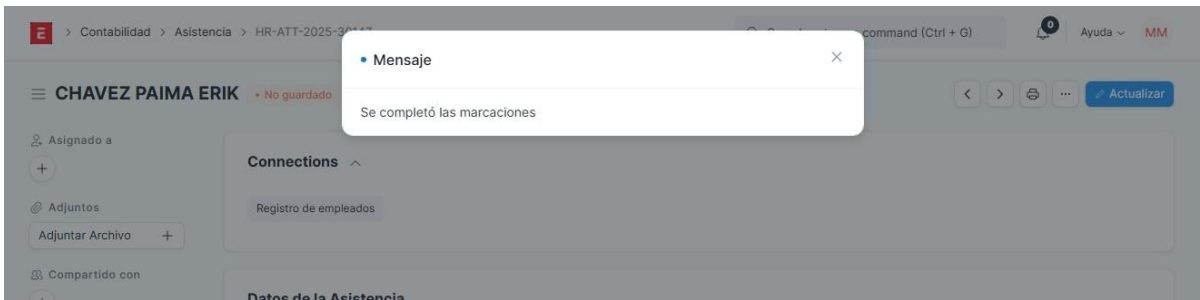 > Contabilidad > Asistencia > HR-ATT-2025-
command (Ctrl + G)
Ayuda
MM
Mensaje
Se completó las marcaciones
CHAVEZ PAIMA ERIK
• No guardado
Actualizar
Asignado a
Connections
Registro de empleados
Adjuntos
Adjuntar Archivo
Compartido con
Datos de la Asistencia